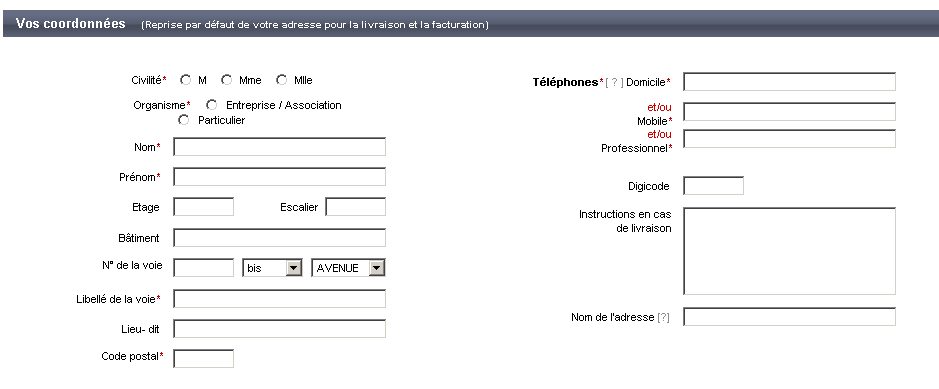 Vos coordonnées (Reprise par défaut de votre adresse pour la livraison et la facturation)
Civilité* M Mme Mlle
Organisme* Entreprise / Association
Particulier
Nom*
Prénom*
Etage Escalier
Bâtiment
N° de la voie bis AVENUE
Libellé de la voie*
Lieu- dit
Code postal*
Téléphones* [ ? ] Domicile*
et/ou
Mobile*
et/ou
Professionnel*
Digicode
Instructions en cas
de livraison
Nom de l'adresse [?]